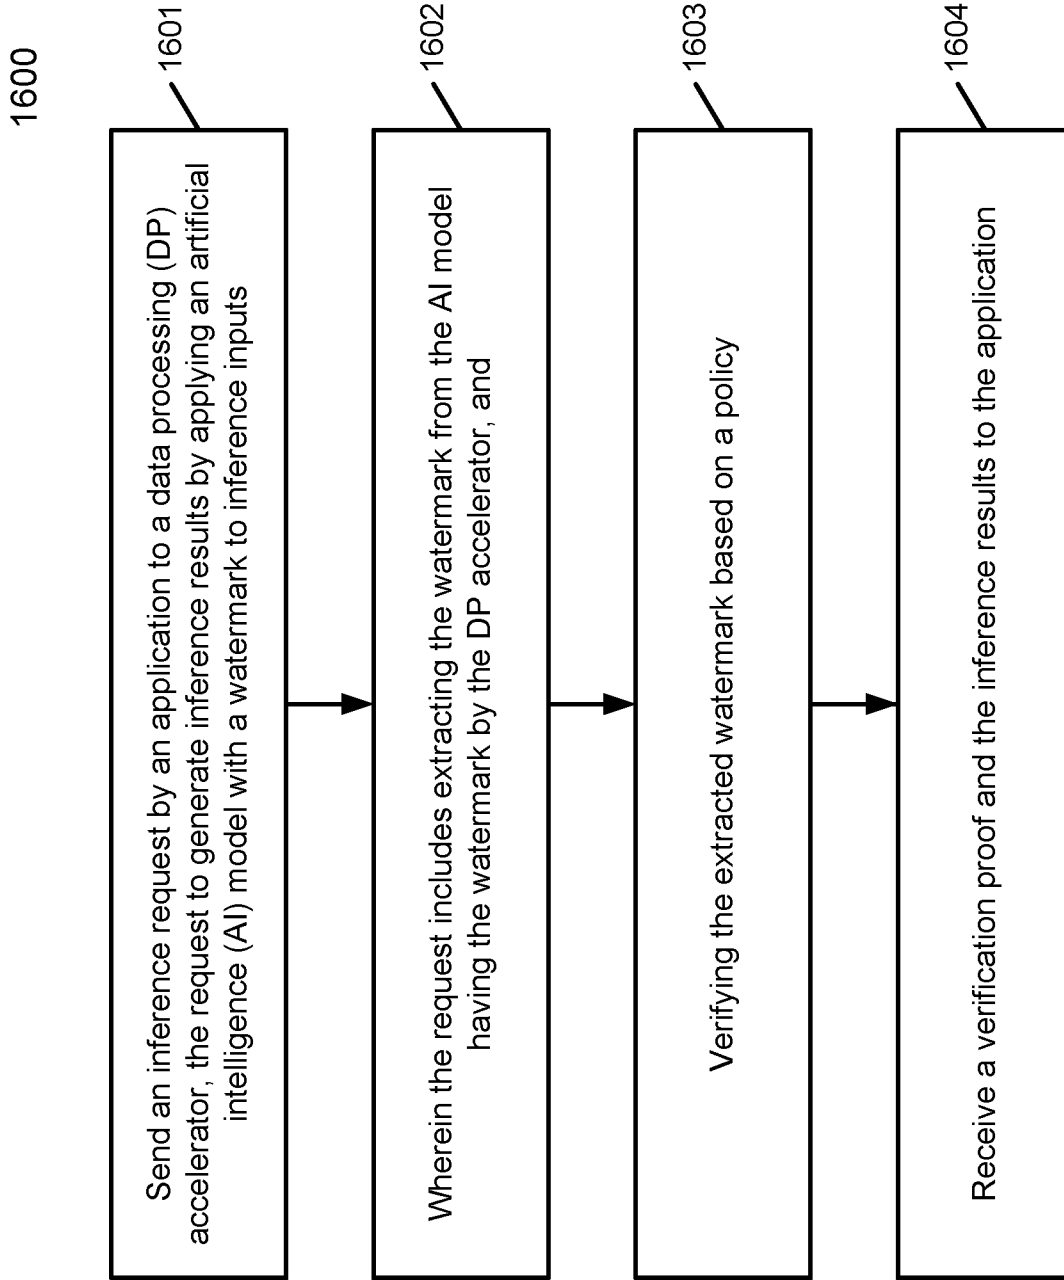 1600
Send an inference request by an application to a data processing (DP)
accelerator, the request to generate inference results by applying an artificial
intelligence (AI) model with a watermark to inference inputs
1601
Wherein the request includes extracting the watermark from the AI model
having the watermark by the DP accelerator, and
1602
Verifying the extracted watermark based on a policy
1603
Receive a verification proof and the inference results to the application
1604